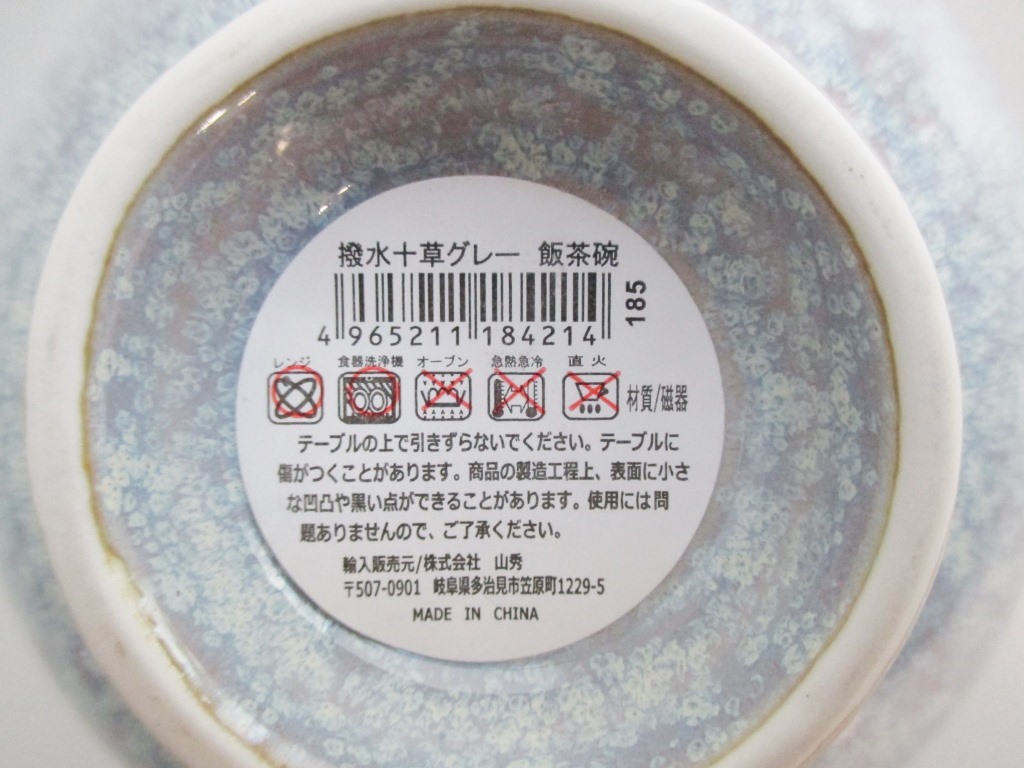 撥水十草グレー 飯茶碗
185
4 965211 184214
レンジ 食器洗浄機 オーブン 急熱急冷 直火
材質/磁器
テーブルの上で引きずらないでください。テーブルに
傷がつくことがあります。商品の製造工程上、表面に小さ
な凹凸や黒い点ができることがあります。使用には問
題ありませんので、ご了承ください。
輸入販売元/株式会社 山秀
〒507-0901 岐阜県多治見市笠原町1229-5
MADE IN CHINA